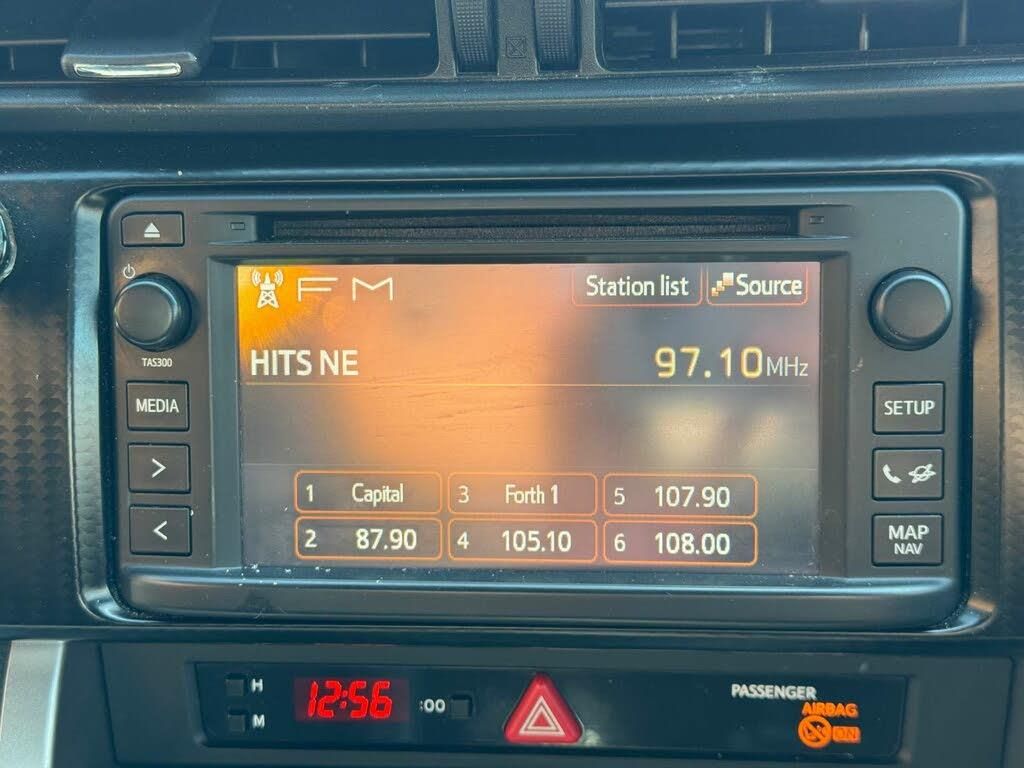 FM Station list Source
TAS300
HITS NE 97.10MHz
MEDIA
SETUP
1 Capital 3 Forth 1 5 107.90
2 87.90 4 105.10 6 108.00
MAP
NAV
H 12:56 :00
M
PASSENGER
AIRBAG
ON